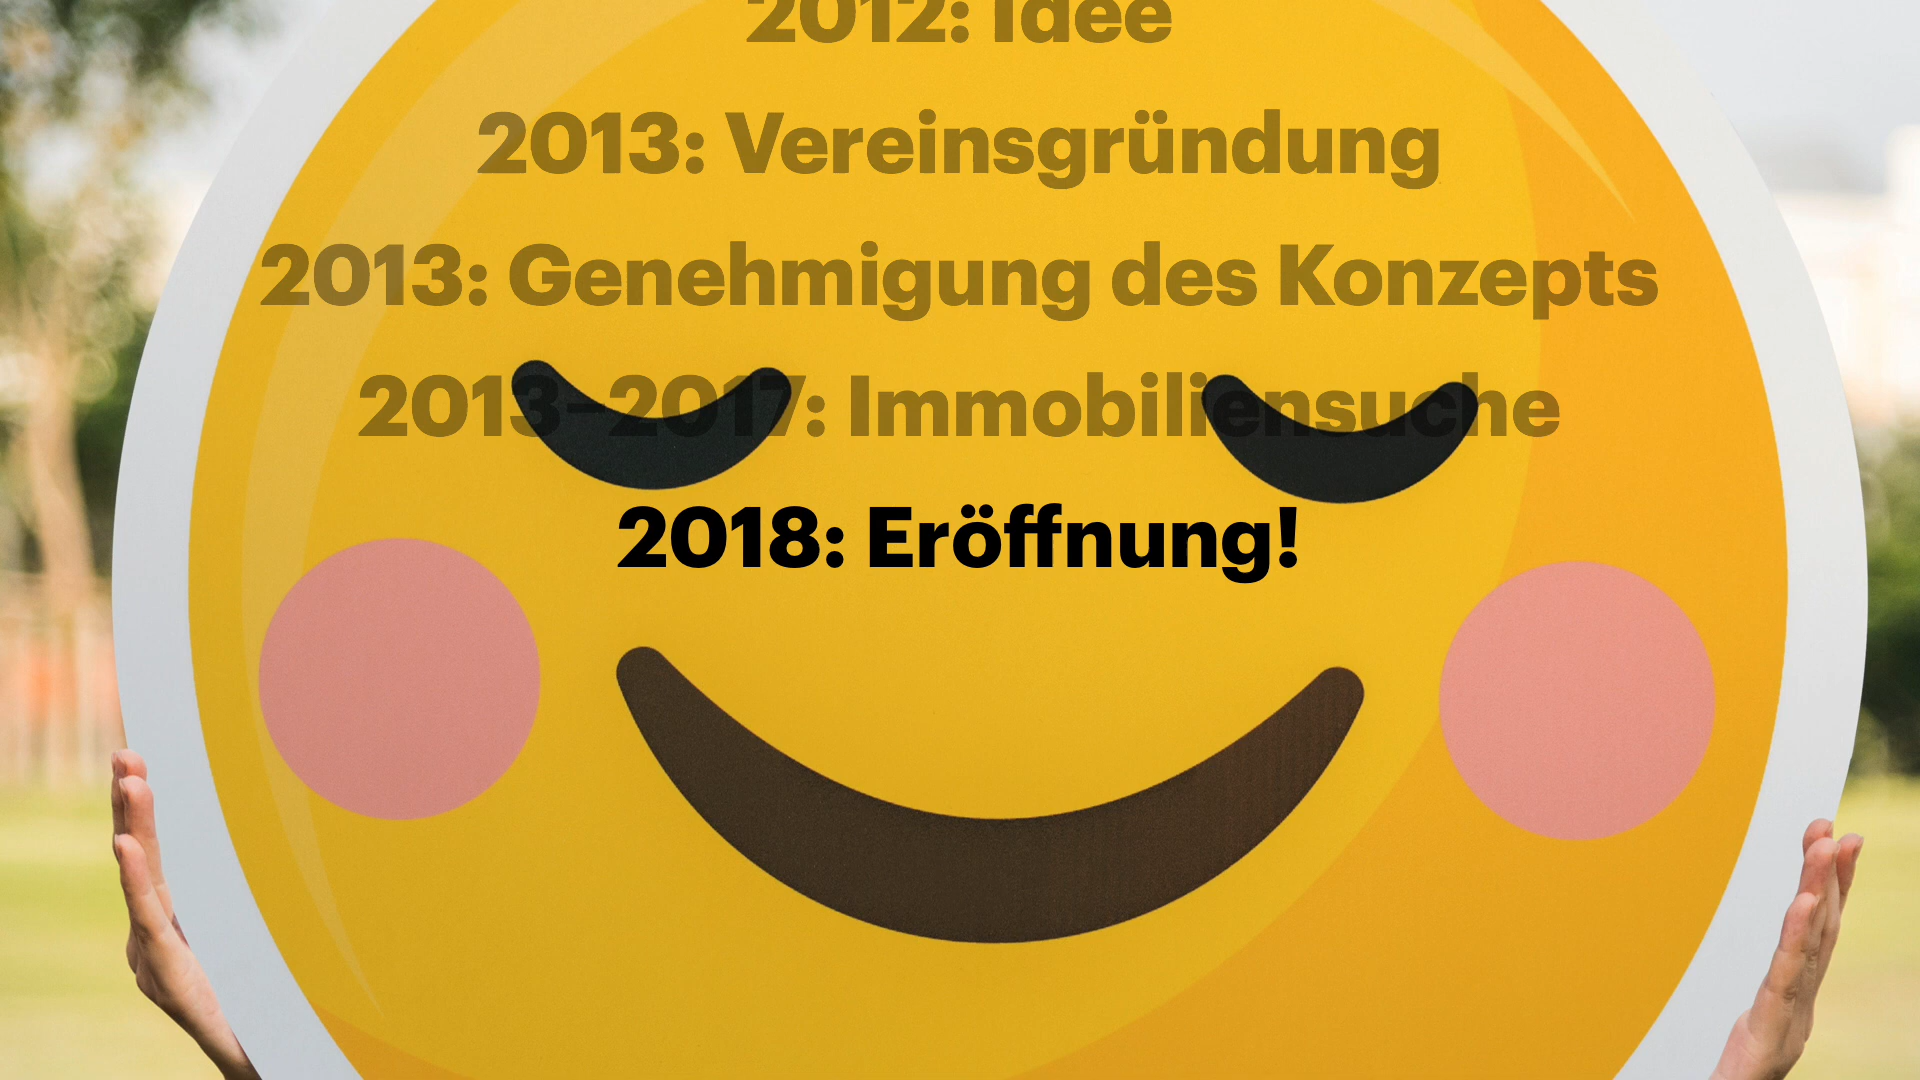 2012: Idee
2013: Vereinsgründung
2013: Genehmigung des Konzepts
2013–2017: Immobiliensuche
2018: Eröffnung!